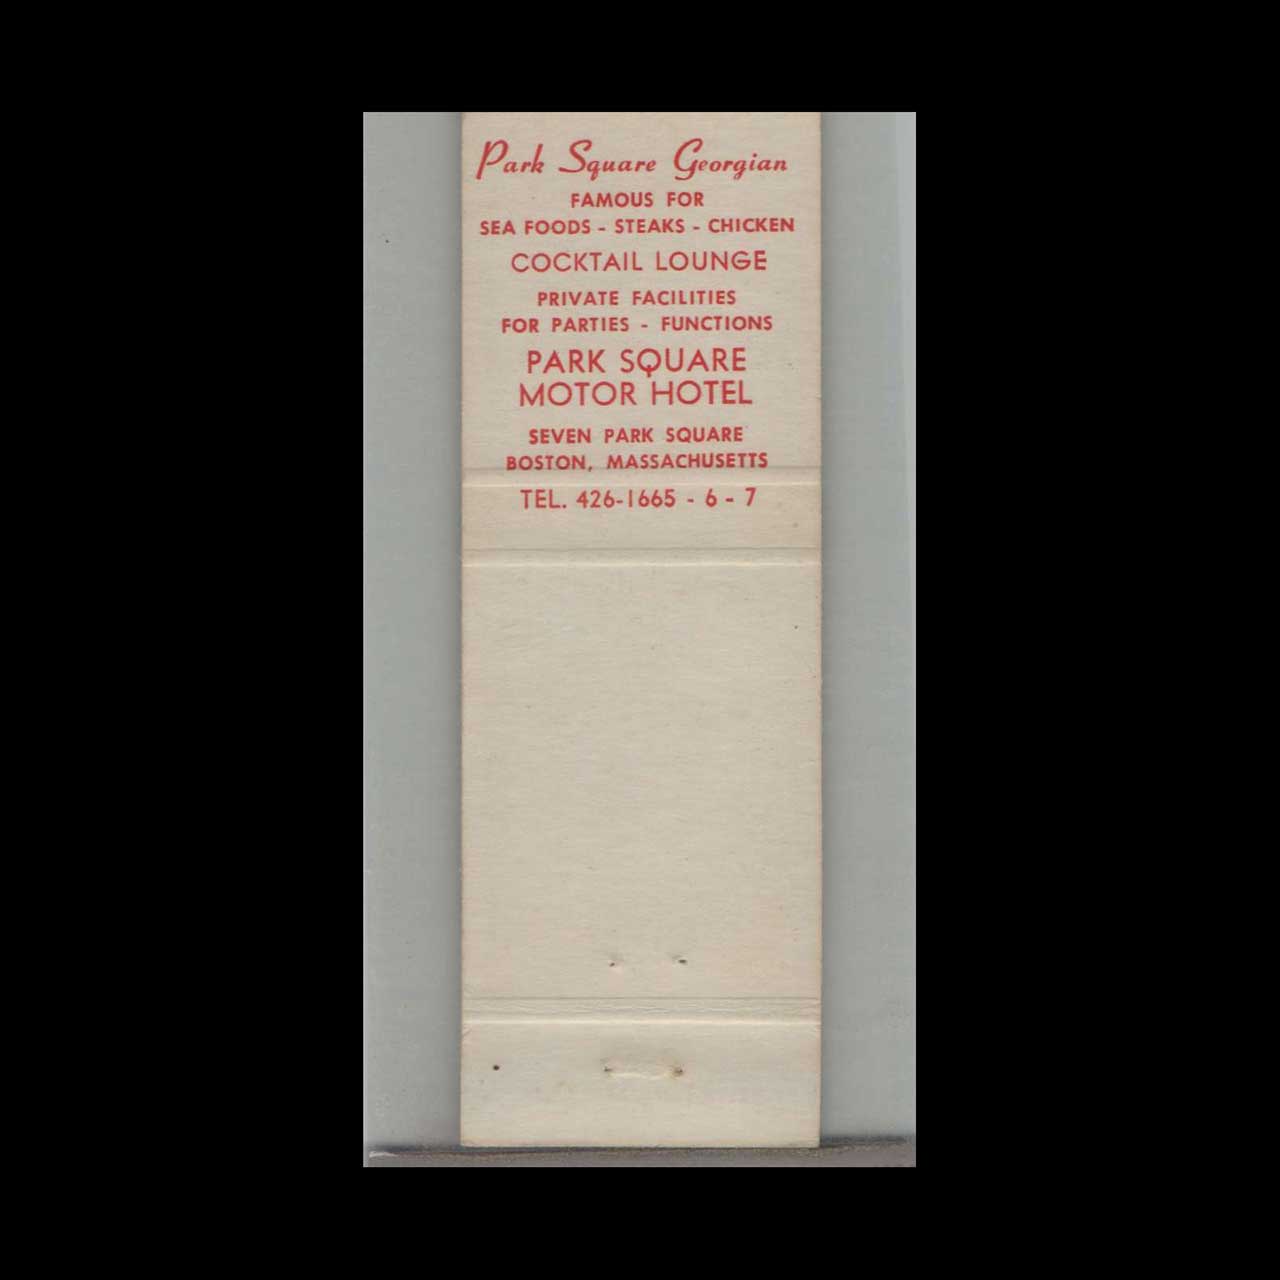 Park Square Georgian
FAMOUS FOR
SEA FOODS - STEAKS - CHICKEN
COCKTAIL LOUNGE
PRIVATE FACILITIES
FOR PARTIES - FUNCTIONS
PARK SQUARE
MOTOR HOTEL
SEVEN PARK SQUARE
BOSTON, MASSACHUSETTS
TEL. 426-1665 - 6 - 7